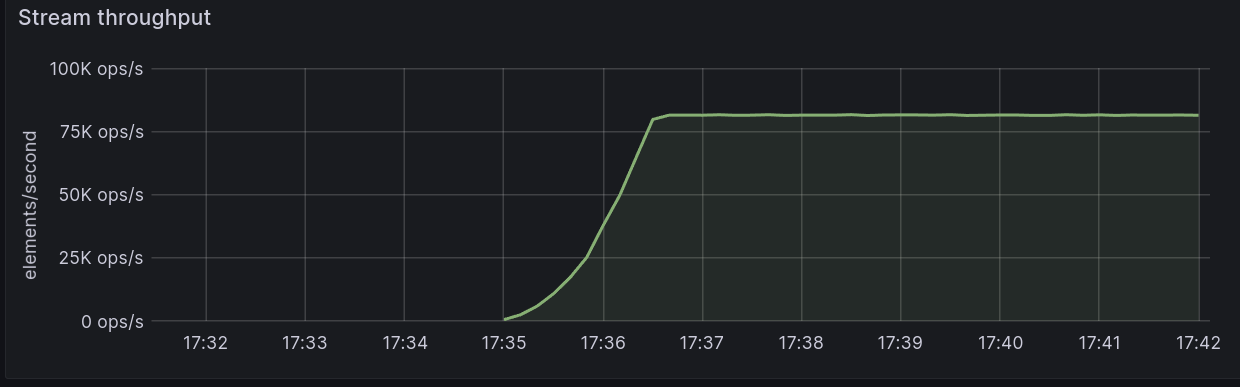 Stream throughput
100K ops/s
75K ops/s
50K ops/s
25K ops/s
0 ops/s
elements/second
17:32 17:33 17:34 17:35 17:36 17:37 17:38 17:39 17:40 17:41 17:42